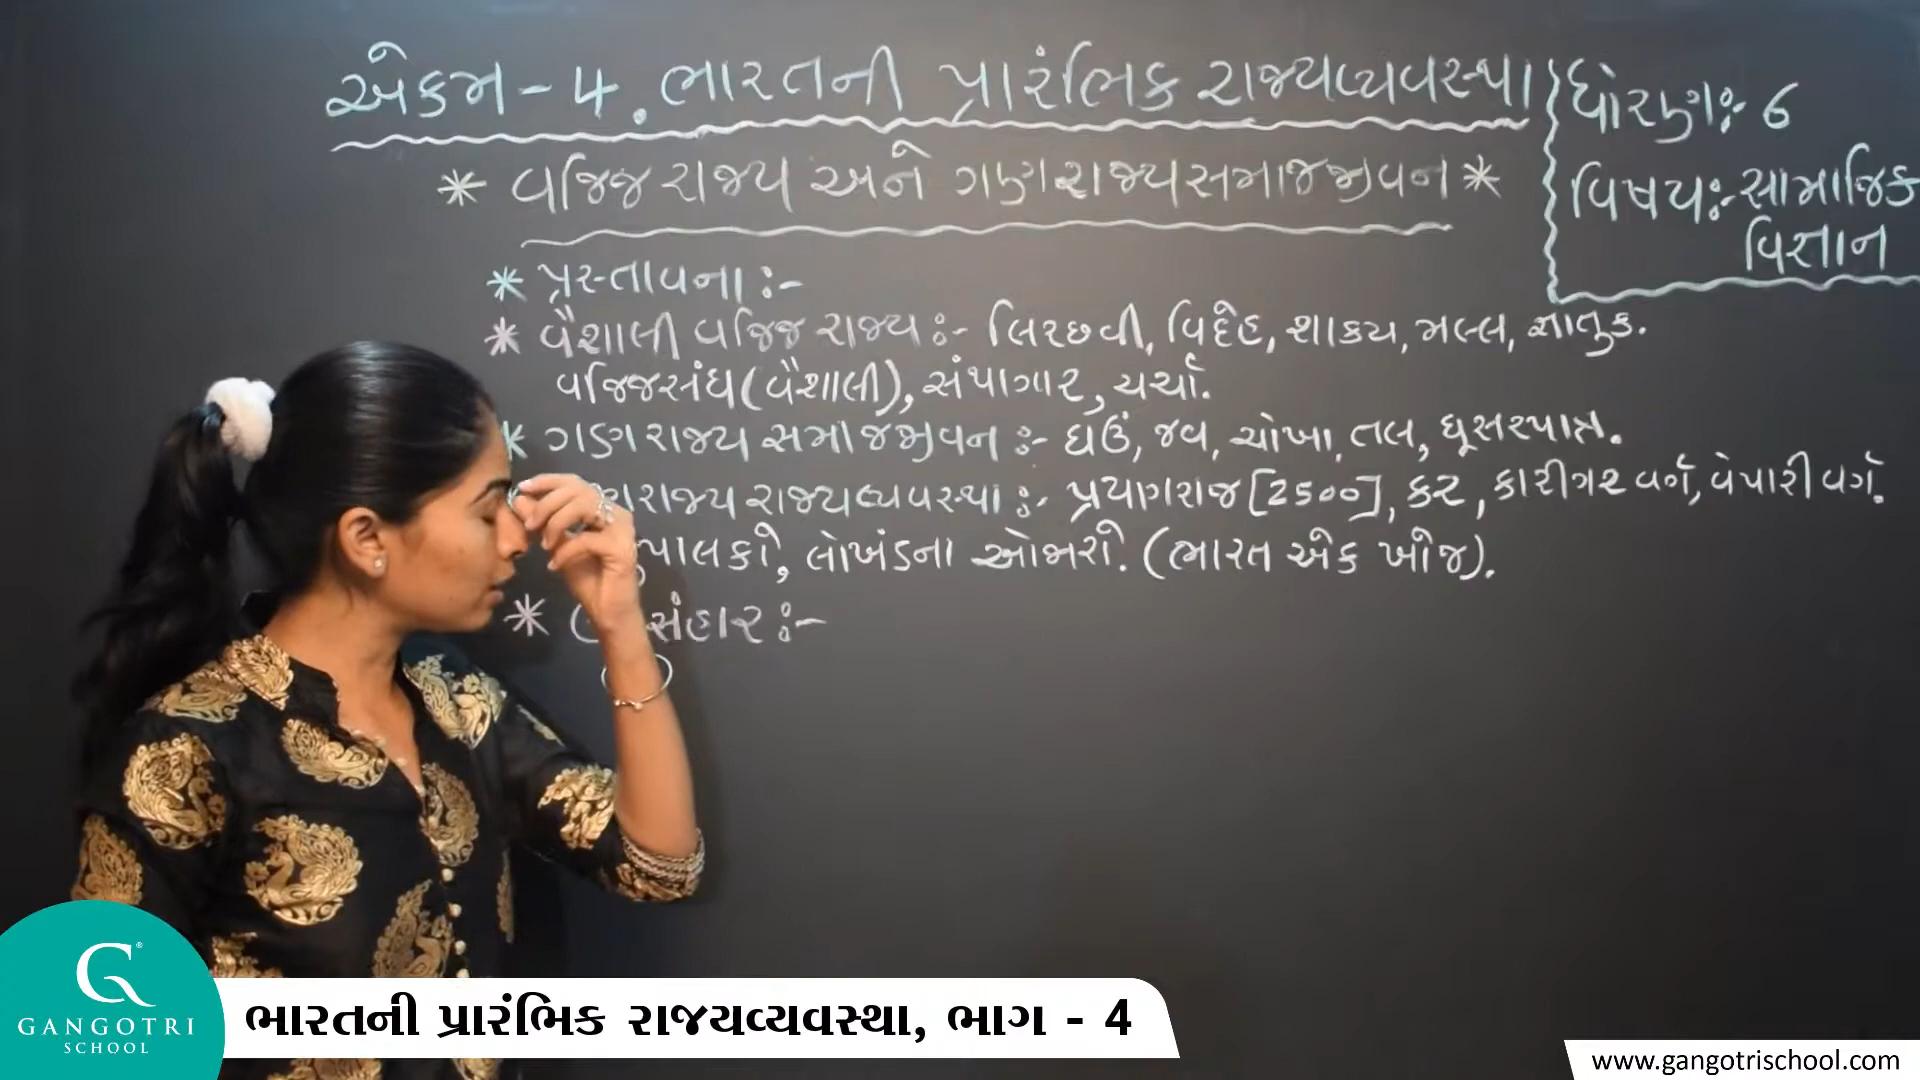 એકમ - 4. ભારતની પ્રારંભિક રાજ્યવ્યવસ્થા
ધોરણ:- 6
વિષય:- સામાજિક
વિજ્ઞાન
* વજ્જિ રાજ્ય અને ગણરાજ્ય સમાજજીવન *
* પ્રસ્તાવના :-
* વૈશાલી વજ્જિ રાજ્ય :- લિચ્છવી, વિદેહ, શાક્ય, મલ્લ, જ્ઞાતુક.
વજ્જિસંઘ (વૈશાલી), સંથાગાર, ચર્ચા.
* ગણરાજ્ય સમાજજીવન :- ઘઉં, જવ, ચોખા, તલ, ધૂસરપાત્ર.
રાજ્ય રાજ્યવ્યવસ્થા :- પ્રયાગરાજ [2500], કર, કારીગર વર્ગ, વેપારી વર્ગ.
પાલકો, લોખંડના ઓજારો. (ભારત એક ખોજ).
* સંહાર :-
G
GANGOTRI
SCHOOL
ભારતની પ્રારંભિક રાજયવ્યવસ્થા, ભાગ - 4
www.gangotrischool.com